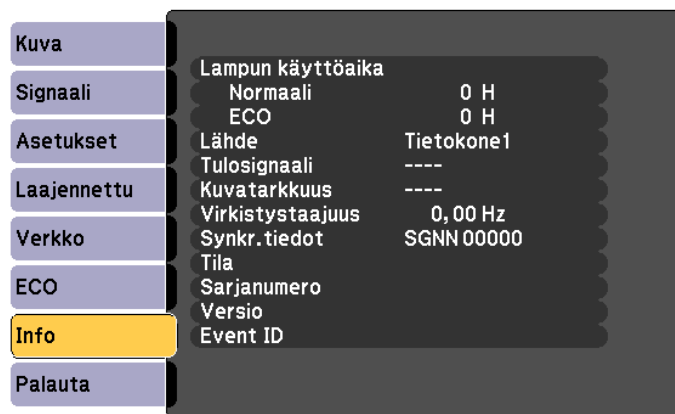 Kuva
Signaali
Asetukset
Laajennettu
Verkko
ECO
Info
Palauta
Lampun käyttöaika
Normaali 0 H
ECO 0 H
Lähde Tietokone1
Tulosignaali ----
Kuvatarkkuus ----
Virkistystaajuus 0,00 Hz
Synkr.tiedot SGNN 00000
Tila
Sarjanumero
Versio
Event ID